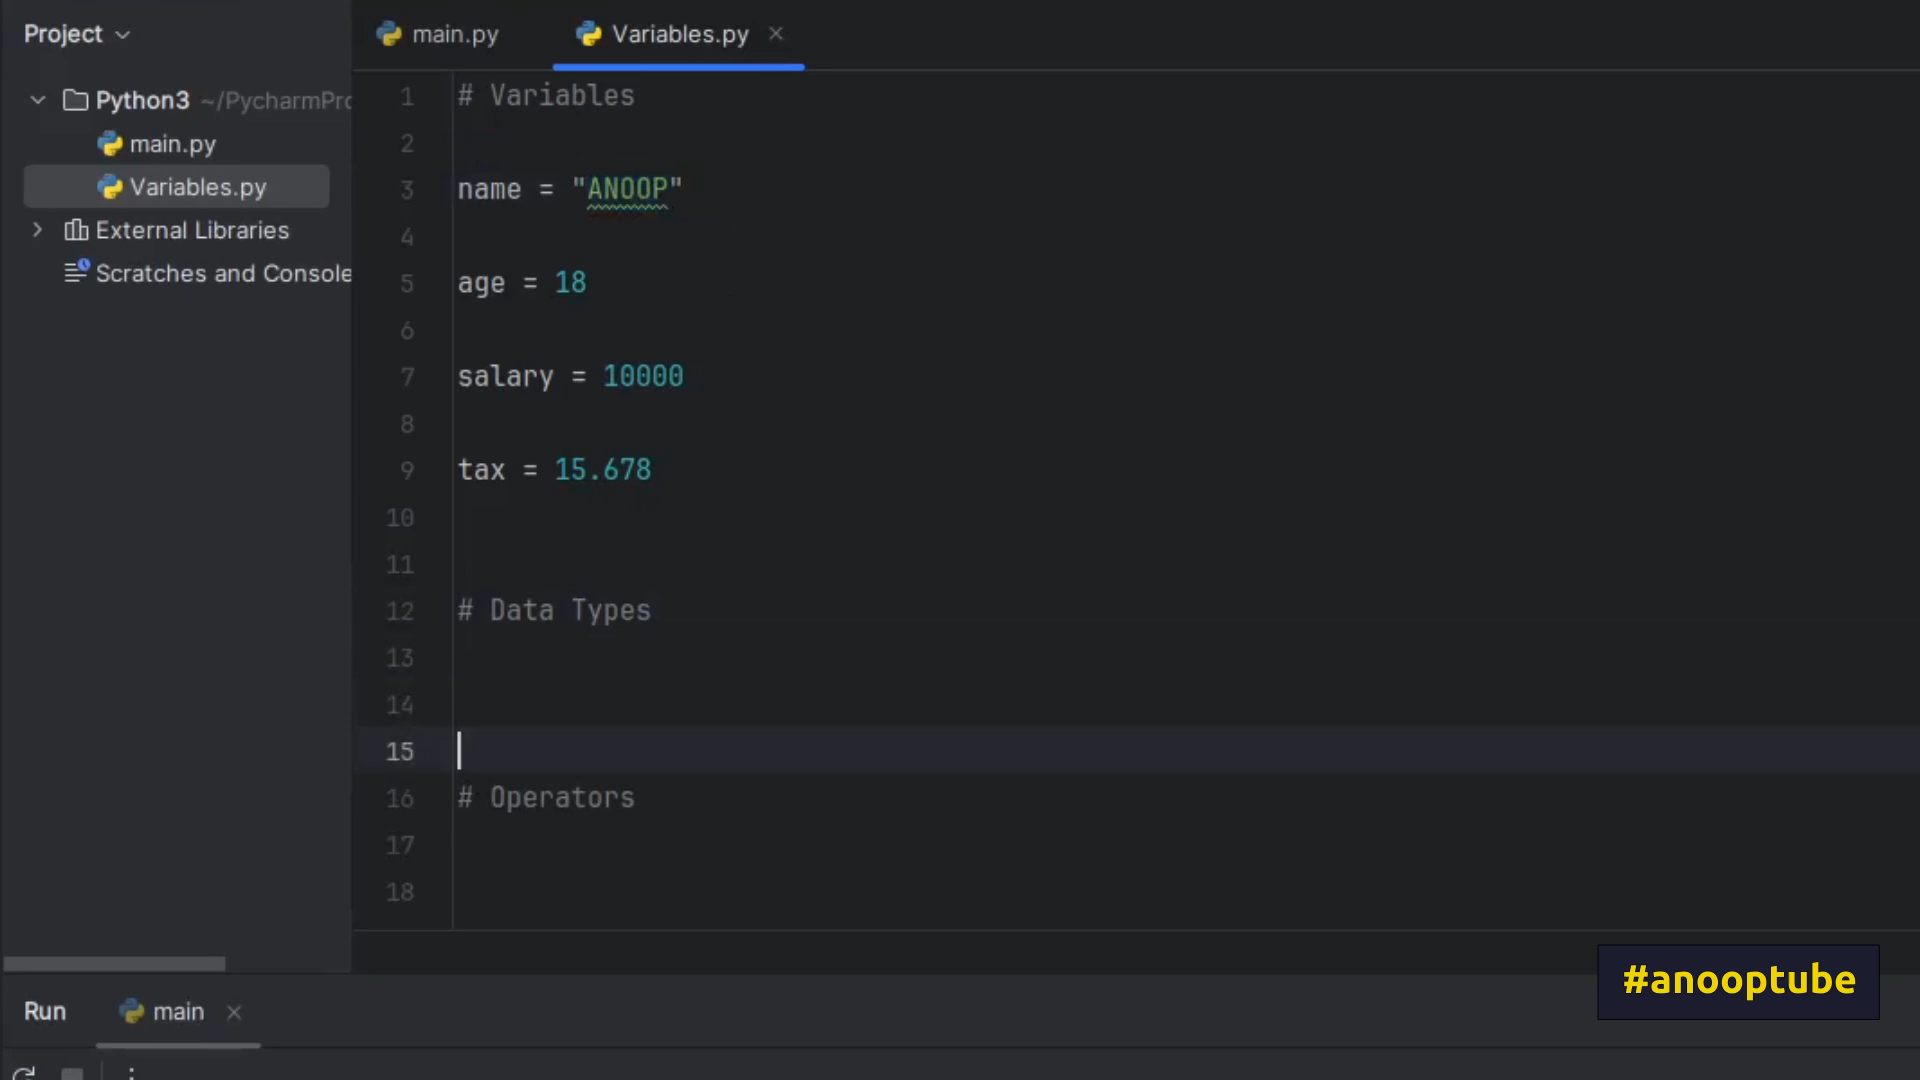 Project
main.py
Variables.py
Python3 ~/PycharmPro
main.py
Variables.py
External Libraries
Scratches and Console
1 # Variables
2
3 name = "ANOOP"
4
5 age = 18
6
7 salary = 10000
8
9 tax = 15.678
10
11
12 # Data Types
13
14
15
16 # Operators
17
18
#anooptube
Run main